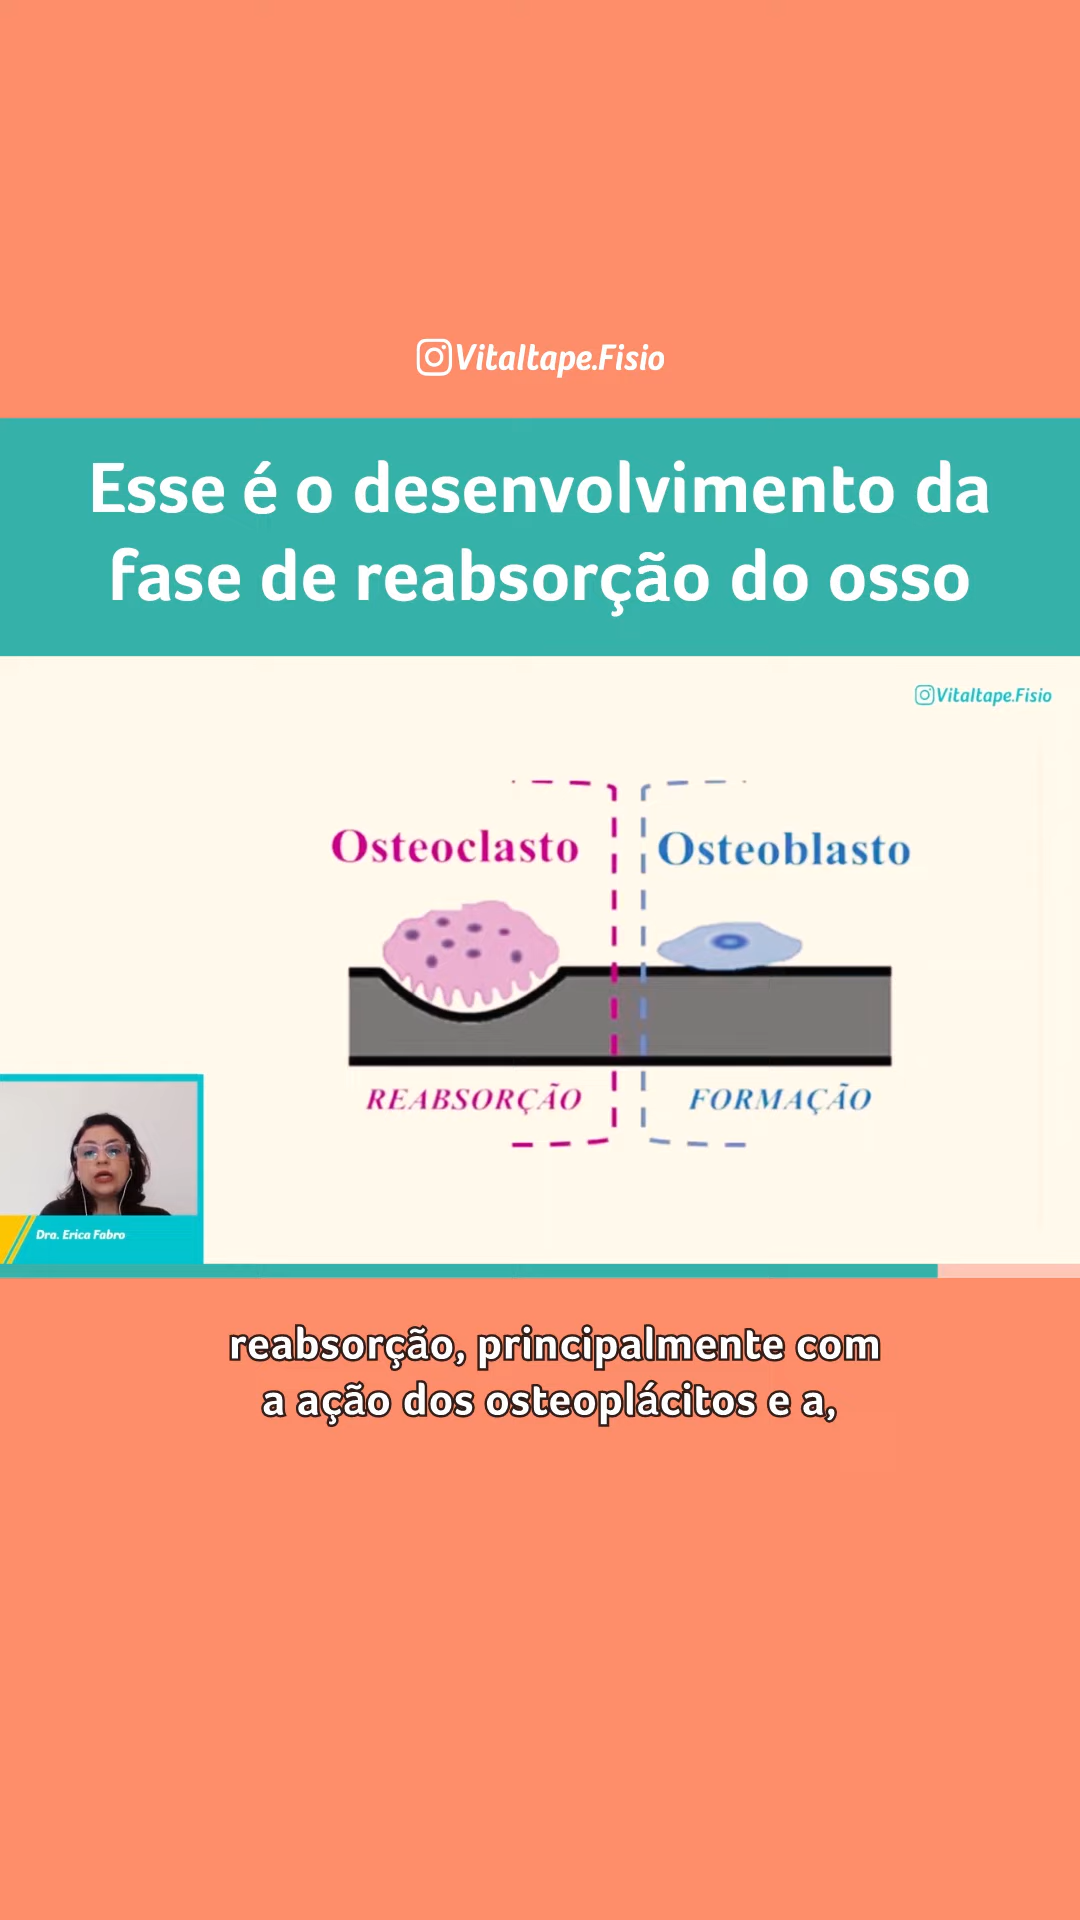 Vitaltape.Fisio
Esse é o desenvolvimento da
fase de reabsorção do osso
Vitaltape.Fisio
Osteoclasto
Osteoblasto
REABSORÇÃO
FORMAÇÃO
Dra. Erica Fabro
reabsorção, principalmente com
a ação dos osteoplácitos e a,